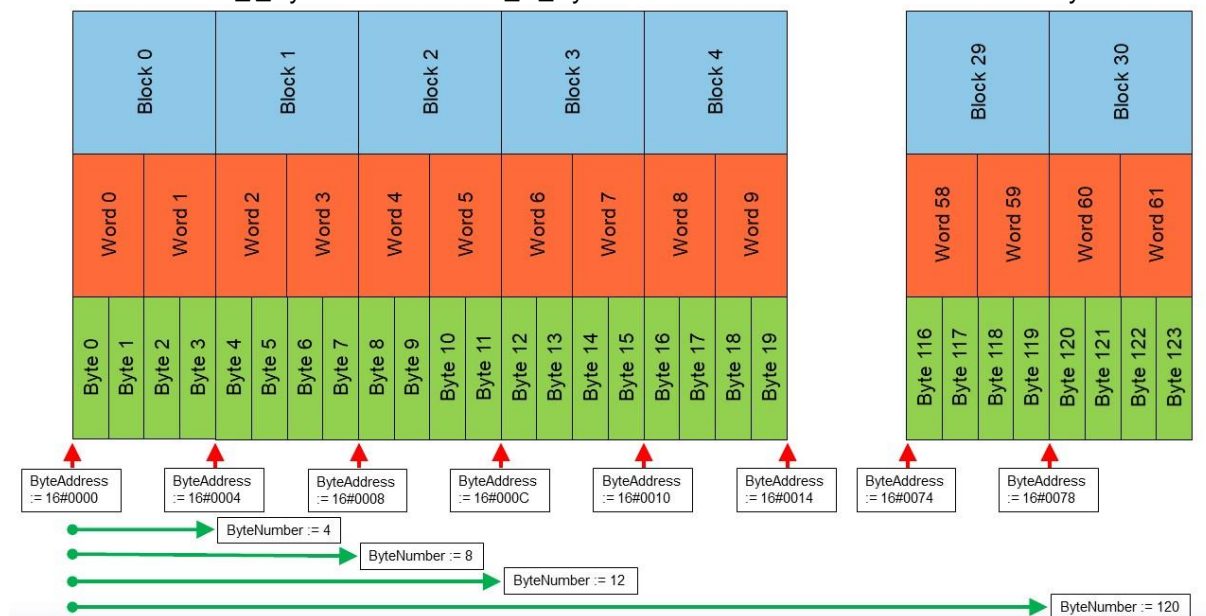 Block 0
Block 1
Block 2
Block 3
Block 4
Block 29
Block 30
Word 0
Word 1
Word 2
Word 3
Word 4
Word 5
Word 6
Word 7
Word 8
Word 9
Word 58
Word 59
Word 60
Word 61
Byte 0
Byte 1
Byte 2
Byte 3
Byte 4
Byte 5
Byte 6
Byte 7
Byte 8
Byte 9
Byte 10
Byte 11
Byte 12
Byte 13
Byte 14
Byte 15
Byte 16
Byte 17
Byte 18
Byte 19
Byte 116
Byte 117
Byte 118
Byte 119
Byte 120
Byte 121
Byte 122
Byte 123
ByteAddress
:= 16#0000
ByteAddress
:= 16#0004
ByteAddress
:= 16#0008
ByteAddress
:= 16#000C
ByteAddress
:= 16#0010
ByteAddress
:= 16#0014
ByteAddress
:= 16#0074
ByteAddress
:= 16#0078
ByteNumber := 4
ByteNumber := 8
ByteNumber := 12
ByteNumber := 120